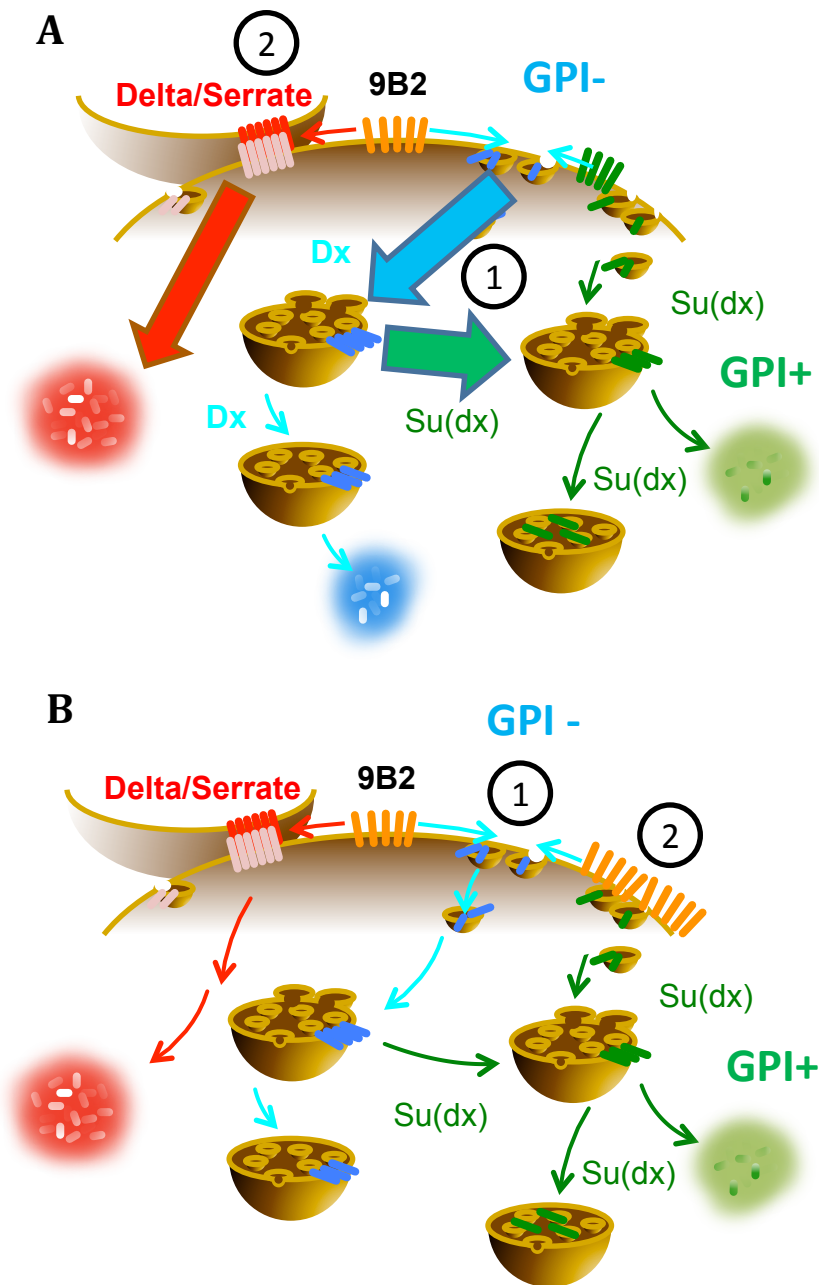 A
2
Delta/Serrate
9B2
GPI-
Dx
1
Su(dx)
GPI+
Dx
Su(dx)
Su(dx)
B
GPI -
Delta/Serrate
9B2
1
2
Su(dx)
GPI+
Su(dx)
Su(dx)